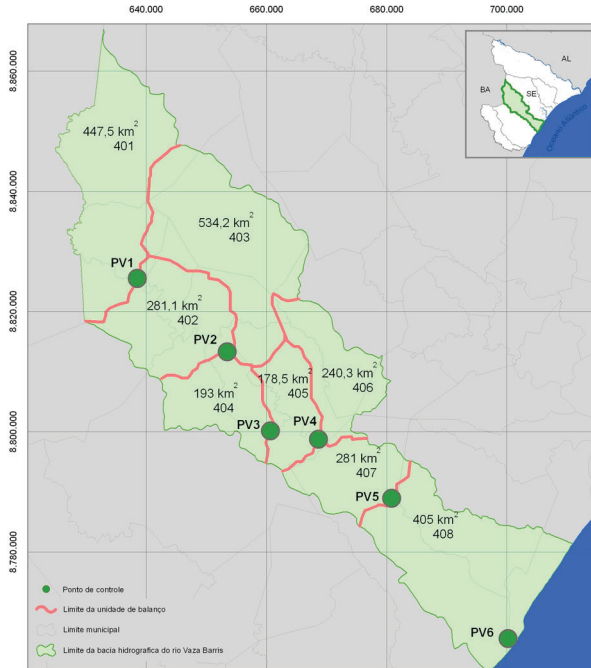 640.000 660.000 680.000 700.000
8.860.000
8.840.000
8.820.000
8.800.000
8.780.000
AL
BA
SE
Oceano Atlântico
447,5 km²
401
534,2 km²
403
PV1
281,1 km²
402
PV2
240,3 km²
406
178,5 km²
405
193 km²
404
PV3
PV4
281 km²
407
PV5
405 km²
408
PV6
Ponto de controle
Limite da unidade de balanço
Limite municipal
Limite da bacia hidrografica do rio Vaza Barris